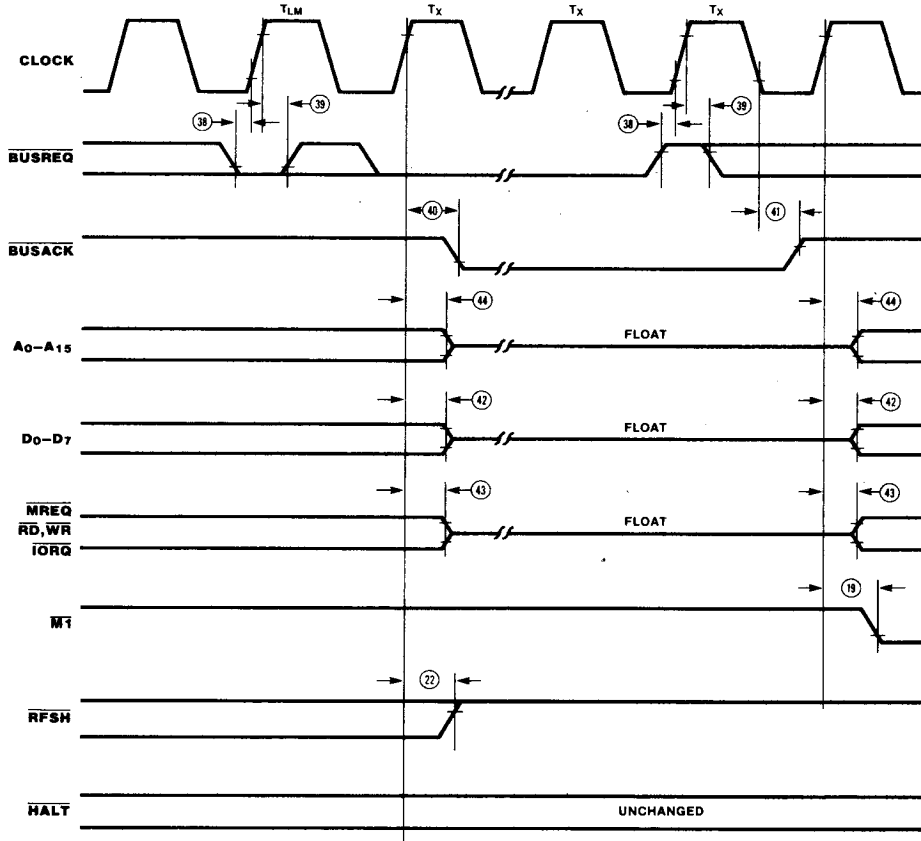 TLM TX TX TX
CLOCK
38 39 38 39
BUSREQ
40 41
BUSACK
44 44
A0–A15 FLOAT
42 42
D0–D7 FLOAT
43 43
MREQ
RD, WR FLOAT
IORQ
19
M1
22
RFSH
HALT UNCHANGED